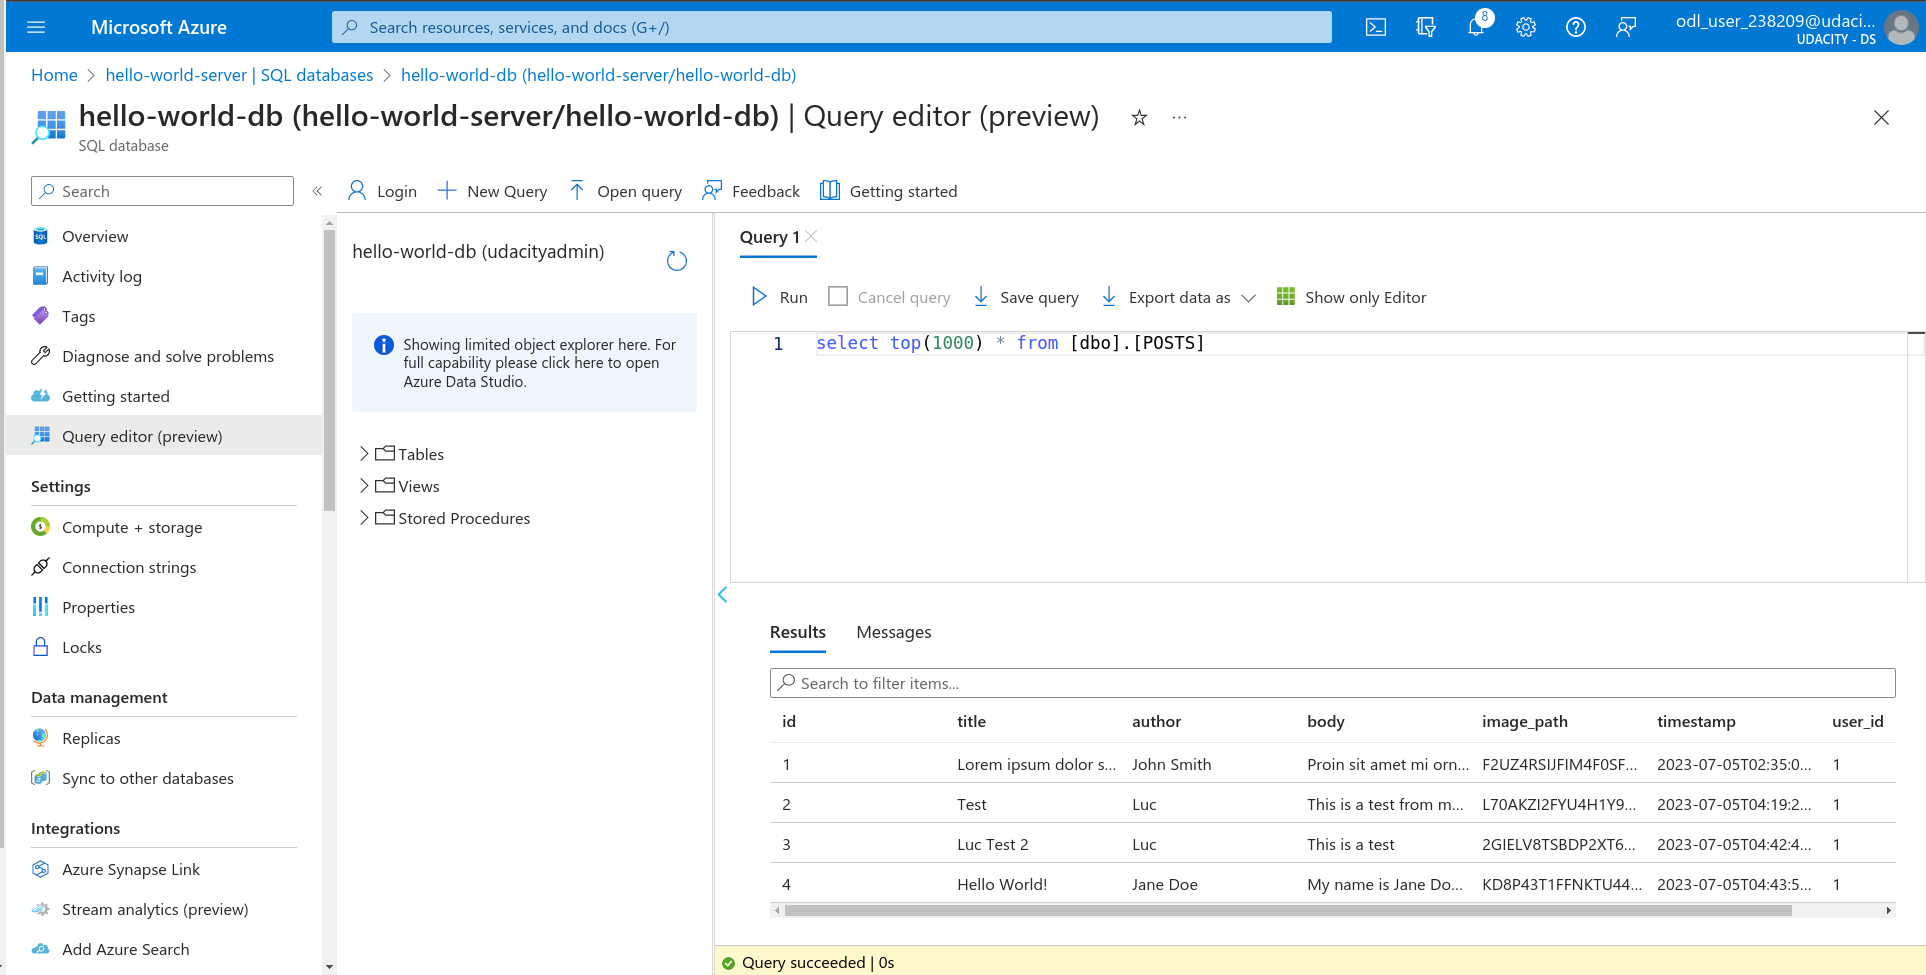 Microsoft Azure
Search resources, services, and docs (G+/)
8
odl_user_238209@udaci...
UDACITY - DS
Home > hello-world-server | SQL databases > hello-world-db (hello-world-server/hello-world-db)
hello-world-db (hello-world-server/hello-world-db) | Query editor (preview)
SQL database
Search
Login
New Query
Open query
Feedback
Getting started
Overview
Activity log
Tags
Diagnose and solve problems
Getting started
Query editor (preview)
Settings
Compute + storage
Connection strings
Properties
Locks
Data management
Replicas
Sync to other databases
Integrations
Azure Synapse Link
Stream analytics (preview)
Add Azure Search
hello-world-db (udacityadmin)
Showing limited object explorer here. For
full capability please click here to open
Azure Data Studio.
Tables
Views
Stored Procedures
Query 1
Run Cancel query Save query Export data as Show only Editor
1 select top(1000) * from [dbo].[POSTS]
Results Messages
Search to filter items...
id title author body image_path timestamp user_id
1 Lorem ipsum dolor s... John Smith Proin sit amet mi orn... F2UZ4RSIJFIM4F0SF... 2023-07-05T02:35:0... 1
2 Test Luc This is a test from m... L70AKZI2FYU4H1Y9... 2023-07-05T04:19:2... 1
3 Luc Test 2 Luc This is a test 2GIELV8TSBDP2XT6... 2023-07-05T04:42:4... 1
4 Hello World! Jane Doe My name is Jane Do... KD8P43T1FFNKTU44... 2023-07-05T04:43:5... 1
Query succeeded | 0s